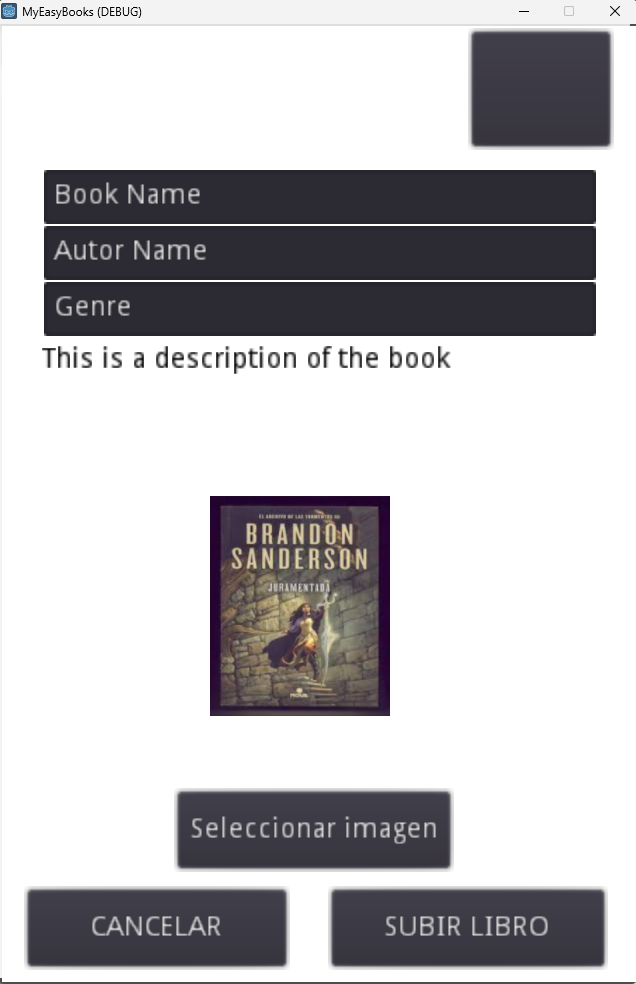 MyEasyBooks (DEBUG)
Book Name
Autor Name
Genre
This is a description of the book
EL ARCHIVO DE LAS TORMENTAS
BRANDON
SANDERSON
JURAMENTADA
NOVA
Seleccionar imagen
CANCELAR
SUBIR LIBRO